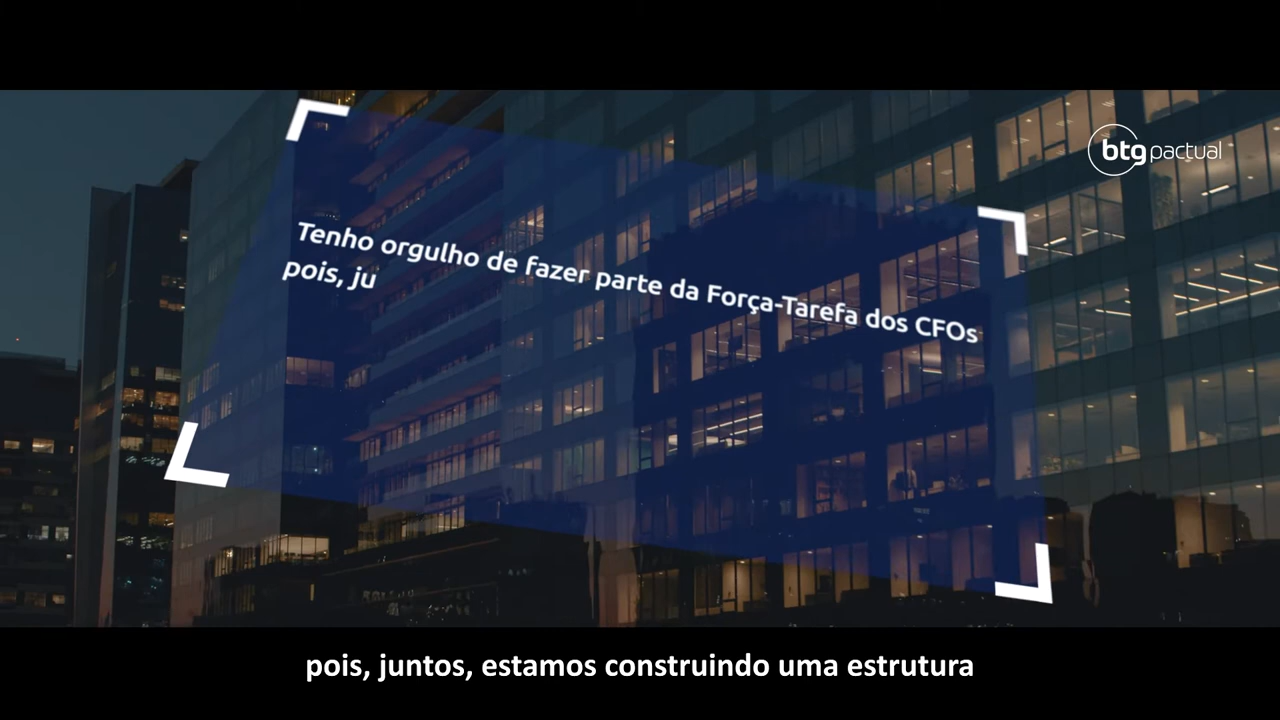 btg pactual
Tenho orgulho de fazer parte da Força-Tarefa dos CFOs
pois, ju
pois, juntos, estamos construindo uma estrutura